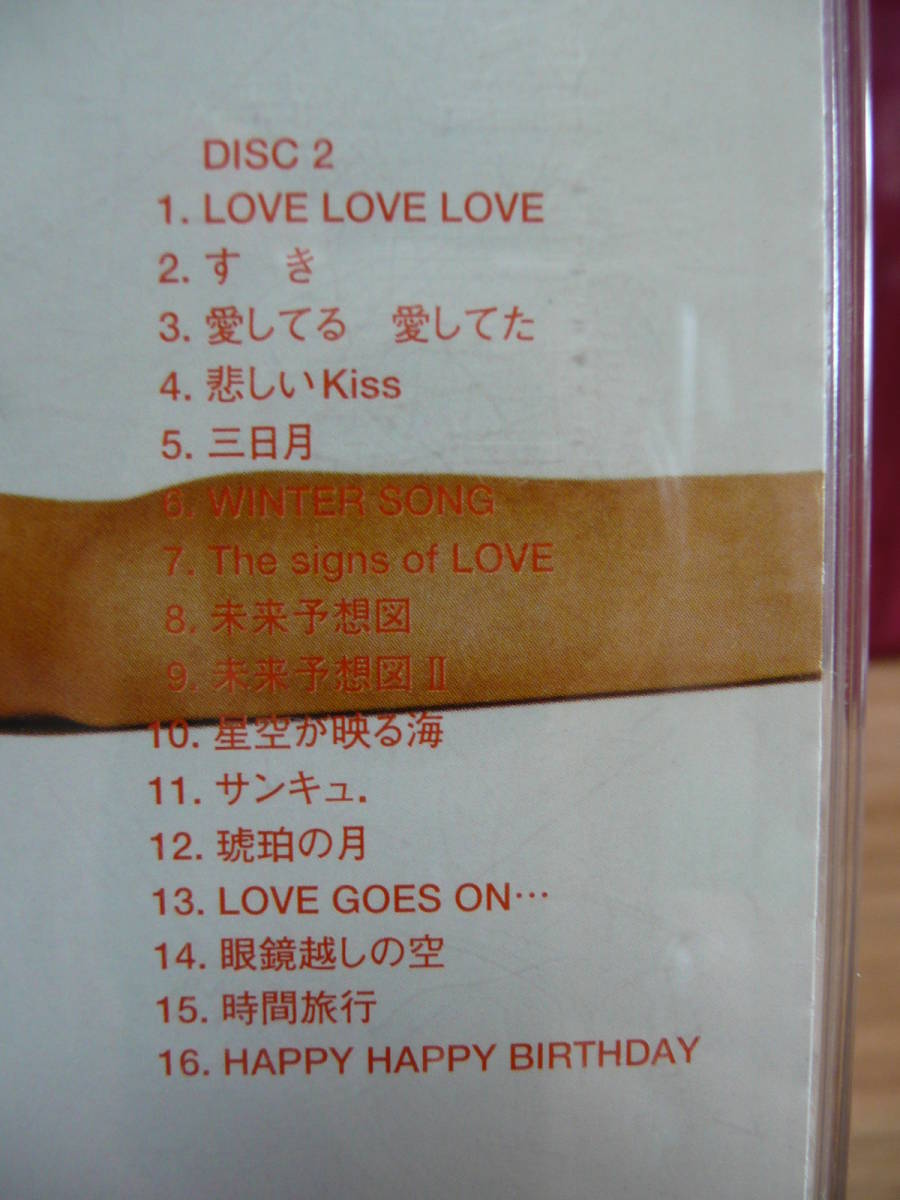 DISC 2
1. LOVE LOVE LOVE
2. す　き
3. 愛してる　愛してた
4. 悲しいKiss
5. 三日月
6. WINTER SONG
7. The signs of LOVE
8. 未来予想図
9. 未来予想図Ⅱ
10. 星空が映る海
11. サンキュ.
12. 琥珀の月
13. LOVE GOES ON…
14. 眼鏡越しの空
15. 時間旅行
16. HAPPY HAPPY BIRTHDAY